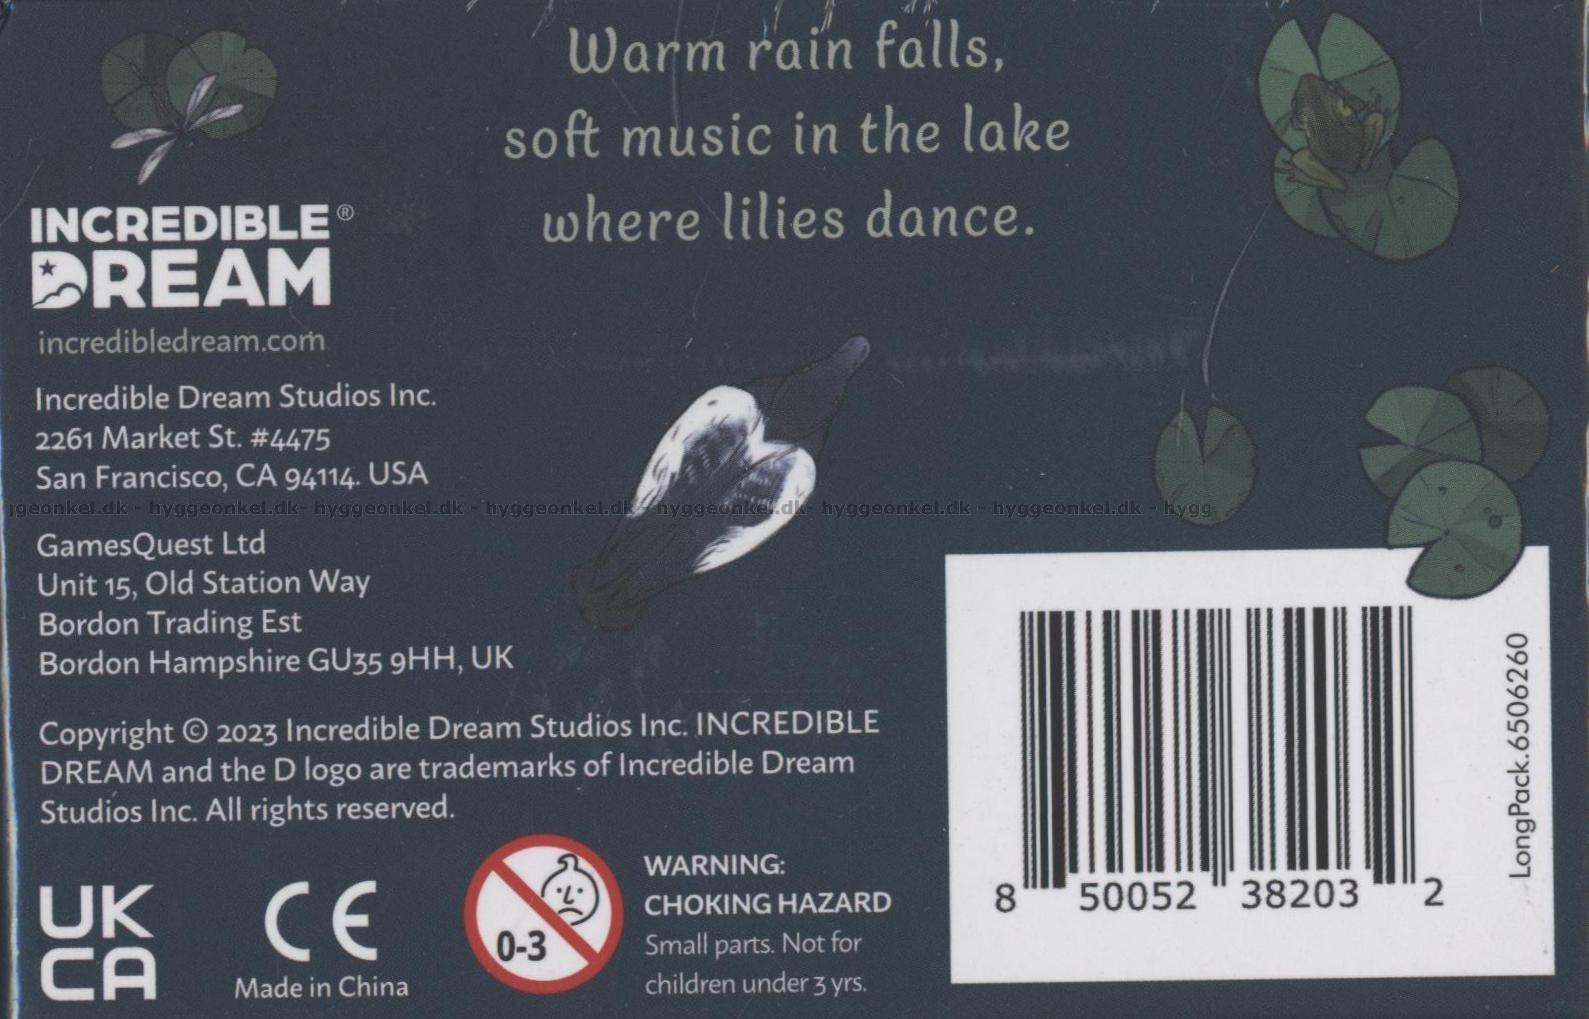 Warm rain falls,
soft music in the lake
where lilies dance.
INCREDIBLE®
DREAM
incredibledream.com
Incredible Dream Studios Inc.
2261 Market St. #4475
San Francisco, CA 94114. USA
hyggeonkel.dk - hyggeonkel.dk- hyggeonkel.dk - hyggeonkel.dk - hyggeonkel.dk- hyggeonkel.dk - hyggeonkel.dk - hygg
GamesQuest Ltd
Unit 15, Old Station Way
Bordon Trading Est
Bordon Hampshire GU35 9HH, UK
Copyright © 2023 Incredible Dream Studios Inc. INCREDIBLE
DREAM and the D logo are trademarks of Incredible Dream
Studios Inc. All rights reserved.
UK
CA
CE
Made in China
0-3
WARNING:
CHOKING HAZARD
Small parts. Not for
children under 3 yrs.
8 50052 38203 2
LongPack.6506260